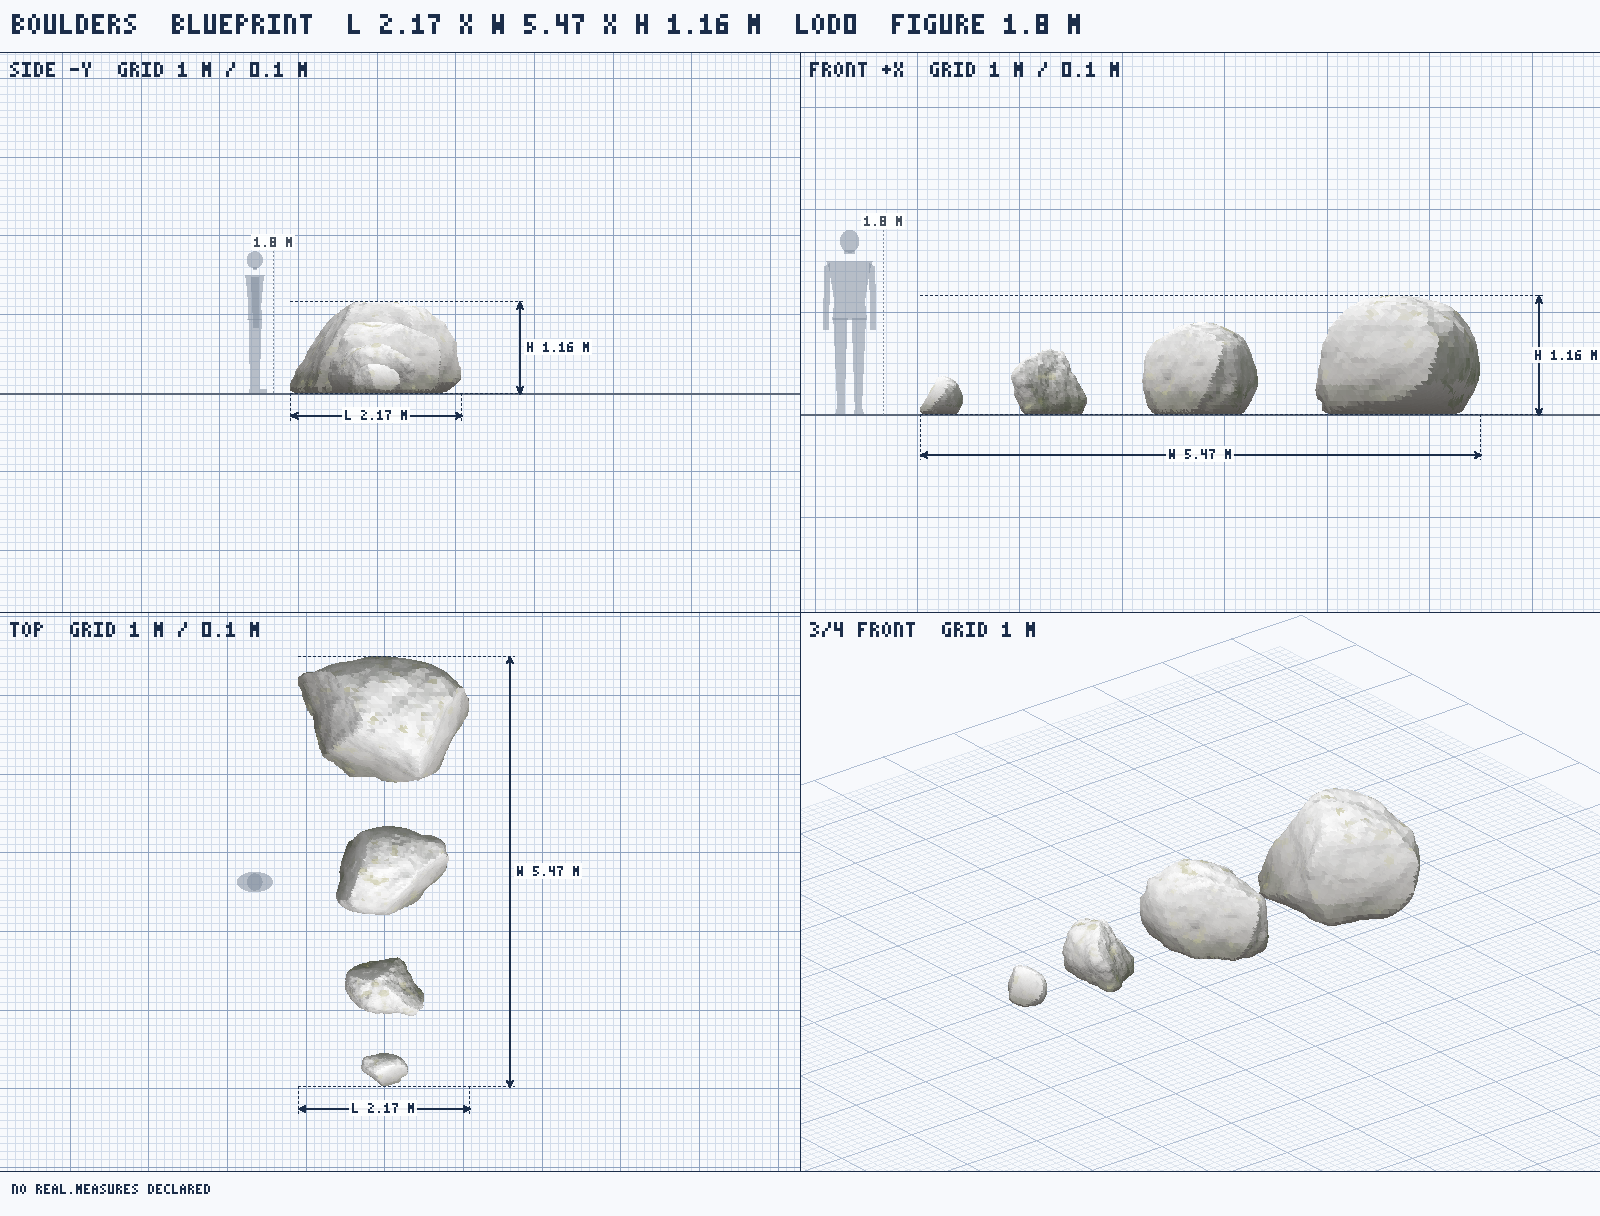 BOULDERS BLUEPRINT L 2.17 X W 5.47 X H 1.16 M LOD0 FIGURE 1.8 M
SIDE -Y GRID 1 M / 0.1 M
1.8 M
H 1.16 M
L 2.17 M
FRONT +X GRID 1 M / 0.1 M
1.8 M
H 1.16 M
W 5.47 M
TOP GRID 1 M / 0.1 M
W 5.47 M
L 2.17 M
3/4 FRONT GRID 1 M
NO REAL.MEASURES DECLARED